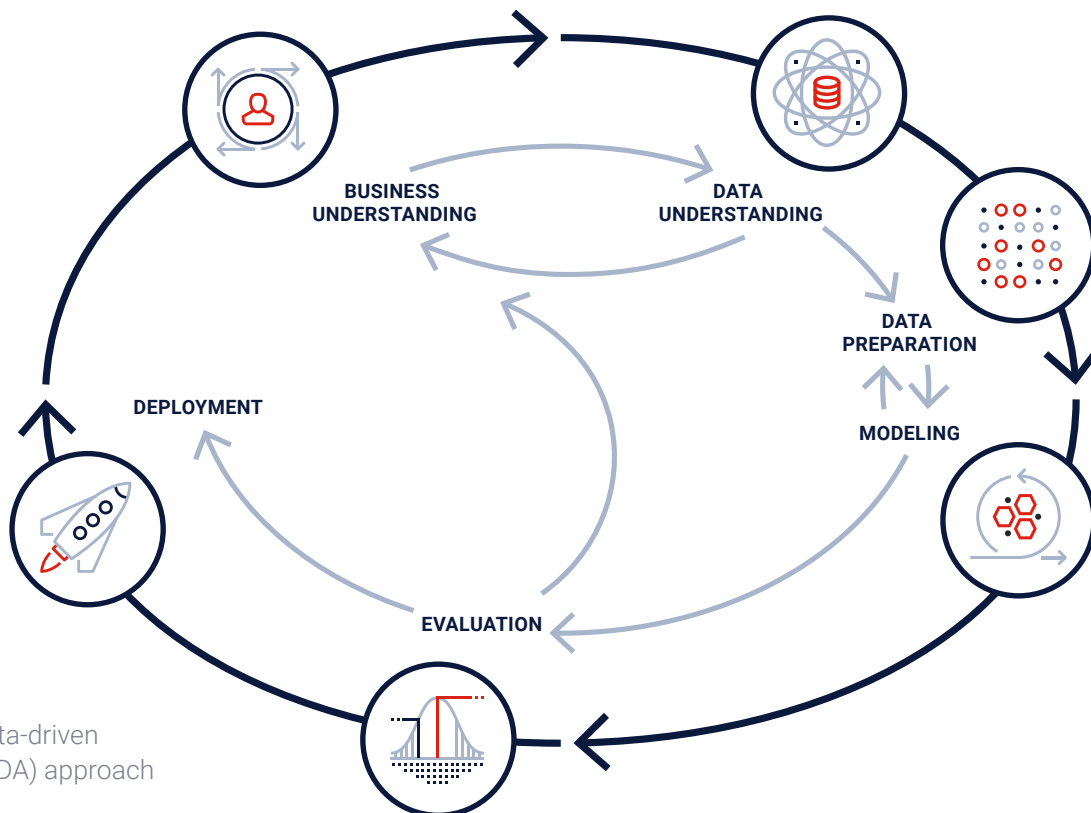 BUSINESS
UNDERSTANDING
DATA
UNDERSTANDING
DATA
PREPARATION
MODELING
DEPLOYMENT
EVALUATION
ta-driven
DA) approach